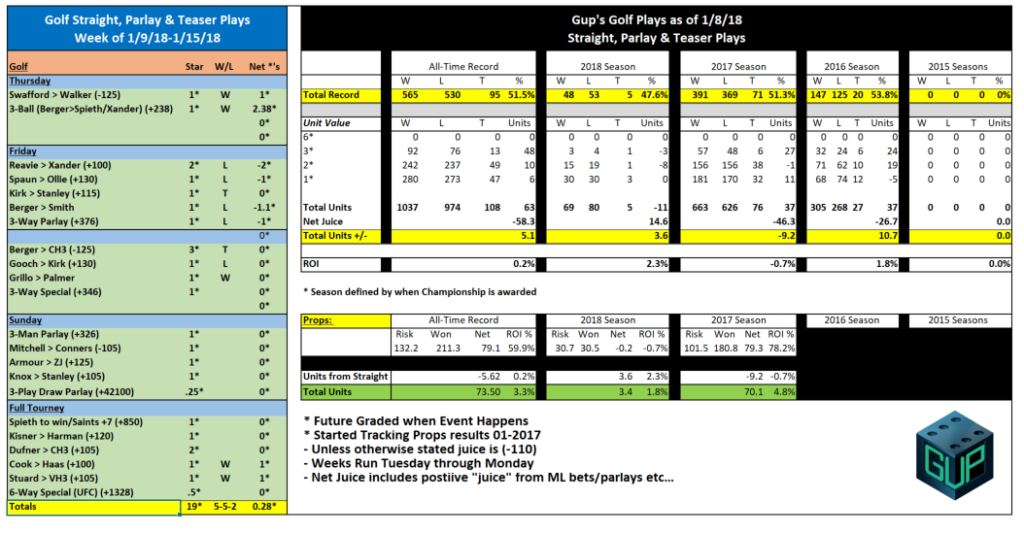 Golf Straight, Parlay & Teaser Plays
Week of 1/9/18-1/15/18
Golf Star W/L Net *'s
Thursday
Swafford > Walker (-125) 1* W 1*
3-Ball (Berger>Spieth/Xander) (+238) 1* W 2.38*
0*
0*
Friday
Reavie > Xander (+100) 2* L -2*
Spaun > Ollie (+130) 1* L -1*
Kirk > Stanley (+115) 1* T 0*
Berger > Smith 1* L -1.1*
3-Way Parlay (+376) 1* L -1*
0*
Berger > CH3 (-125) 3* T 0*
Gooch > Kirk (+130) 1* L 0*
Grillo > Palmer 1* W 0*
3-Way Special (+346) 1* 0*
0*
Sunday
3-Man Parlay (+326) 1* 0*
Mitchell > Conners (-105) 1* 0*
Armour > ZJ (+125) 1* 0*
Knox > Stanley (+105) 1* 0*
3-Play Draw Parlay (+42100) .25* 0*
Full Tourney
Spieth to win/Saints +7 (+850) 1* 0*
Kisner > Harman (+120) 1* 0*
Dufner > CH3 (+105) 2* 0*
Cook > Haas (+100) 1* W 1*
Stuard > VH3 (+105) 1* W 1*
6-Way Special (UFC) (+1328) .5* 0*
Totals 19* 5-5-2 0.28*
Gup's Golf Plays as of 1/8/18
Straight, Parlay & Teaser Plays
All-Time Record 2018 Season 2017 Season 2016 Season 2015 Seasons
W L T % W L T % W L T % W L T % W L T %
Total Record 565 530 95 51.5% 48 53 5 47.6% 391 369 71 51.3% 147 125 20 53.8% 0 0 0 0%
Unit Value W L T Units W L T Units W L T Units W L T Units W L T Units
6* 0 0 0 0 0 0 0 0 0 0 0 0 0 0 0 0 0 0 0 0
3* 92 76 13 48 3 4 1 -3 57 48 6 27 32 24 6 24 0 0 0 0
2* 242 237 49 10 15 19 1 -8 156 156 38 -1 71 62 10 19 0 0 0 0
1* 280 273 47 6 30 30 3 0 181 170 32 11 68 74 12 -5 0 0 0 0
Total Units 1037 974 108 63 69 80 5 -11 663 626 76 37 305 268 27 37 0 0 0 0
Net Juice -58.3 14.6 -46.3 -26.7 0.0
Total Units +/- 5.1 3.6 -9.2 10.7 0.0
ROI 0.2% 2.3% -0.7% 1.8% 0.0%
* Season defined by when Championship is awarded
Props: All-Time Record 2018 Season 2017 Season 2016 Season 2015 Seasons
Risk Won Net ROI % Risk Won Net ROI % Risk Won Net ROI %
132.2 211.3 79.1 59.9% 30.7 30.5 -0.2 -0.7% 101.5 180.8 79.3 78.2%
Units from Straight -5.62 0.2% 3.6 2.3% -9.2 -0.7%
Total Units 73.50 3.3% 3.4 1.8% 70.1 4.8%
* Future Graded when Event Happens
* Started Tracking Props results 01-2017
- Unless otherwise stated juice is (-110)
- Weeks Run Tuesday through Monday
- Net Juice includes postiive "juice" from ML bets/parlays etc...
GUP